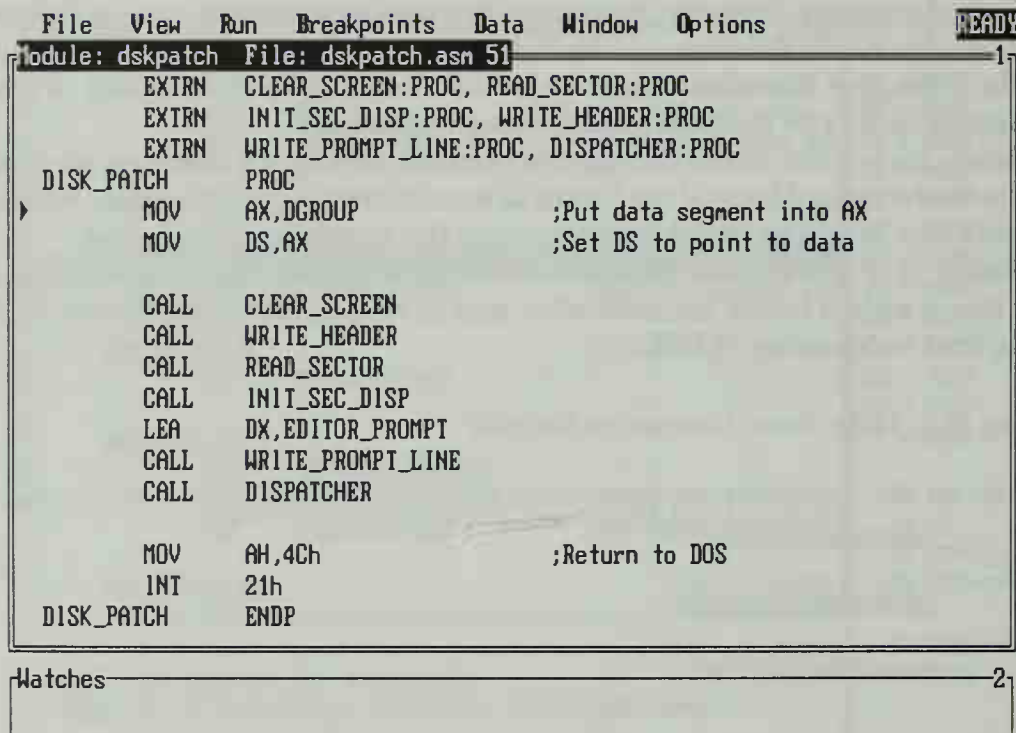 File View Run Breakpoints Data Window Options READY
Module: dskpatch File: dskpatch.asm 51 1
EXTRN CLEAR_SCREEN:PROC, READ_SECTOR:PROC
EXTRN INIT_SEC_DISP:PROC, WRITE_HEADER:PROC
EXTRN WRITE_PROMPT_LINE:PROC, DISPATCHER:PROC
DISK_PATCH PROC
MOV AX,DGROUP ;Put data segment into AX
MOV DS,AX ;Set DS to point to data
CALL CLEAR_SCREEN
CALL WRITE_HEADER
CALL READ_SECTOR
CALL INIT_SEC_DISP
LEA DX,EDITOR_PROMPT
CALL WRITE_PROMPT_LINE
CALL DISPATCHER
MOV AH,4Ch ;Return to DOS
INT 21h
DISK_PATCH ENDP
Watches 2